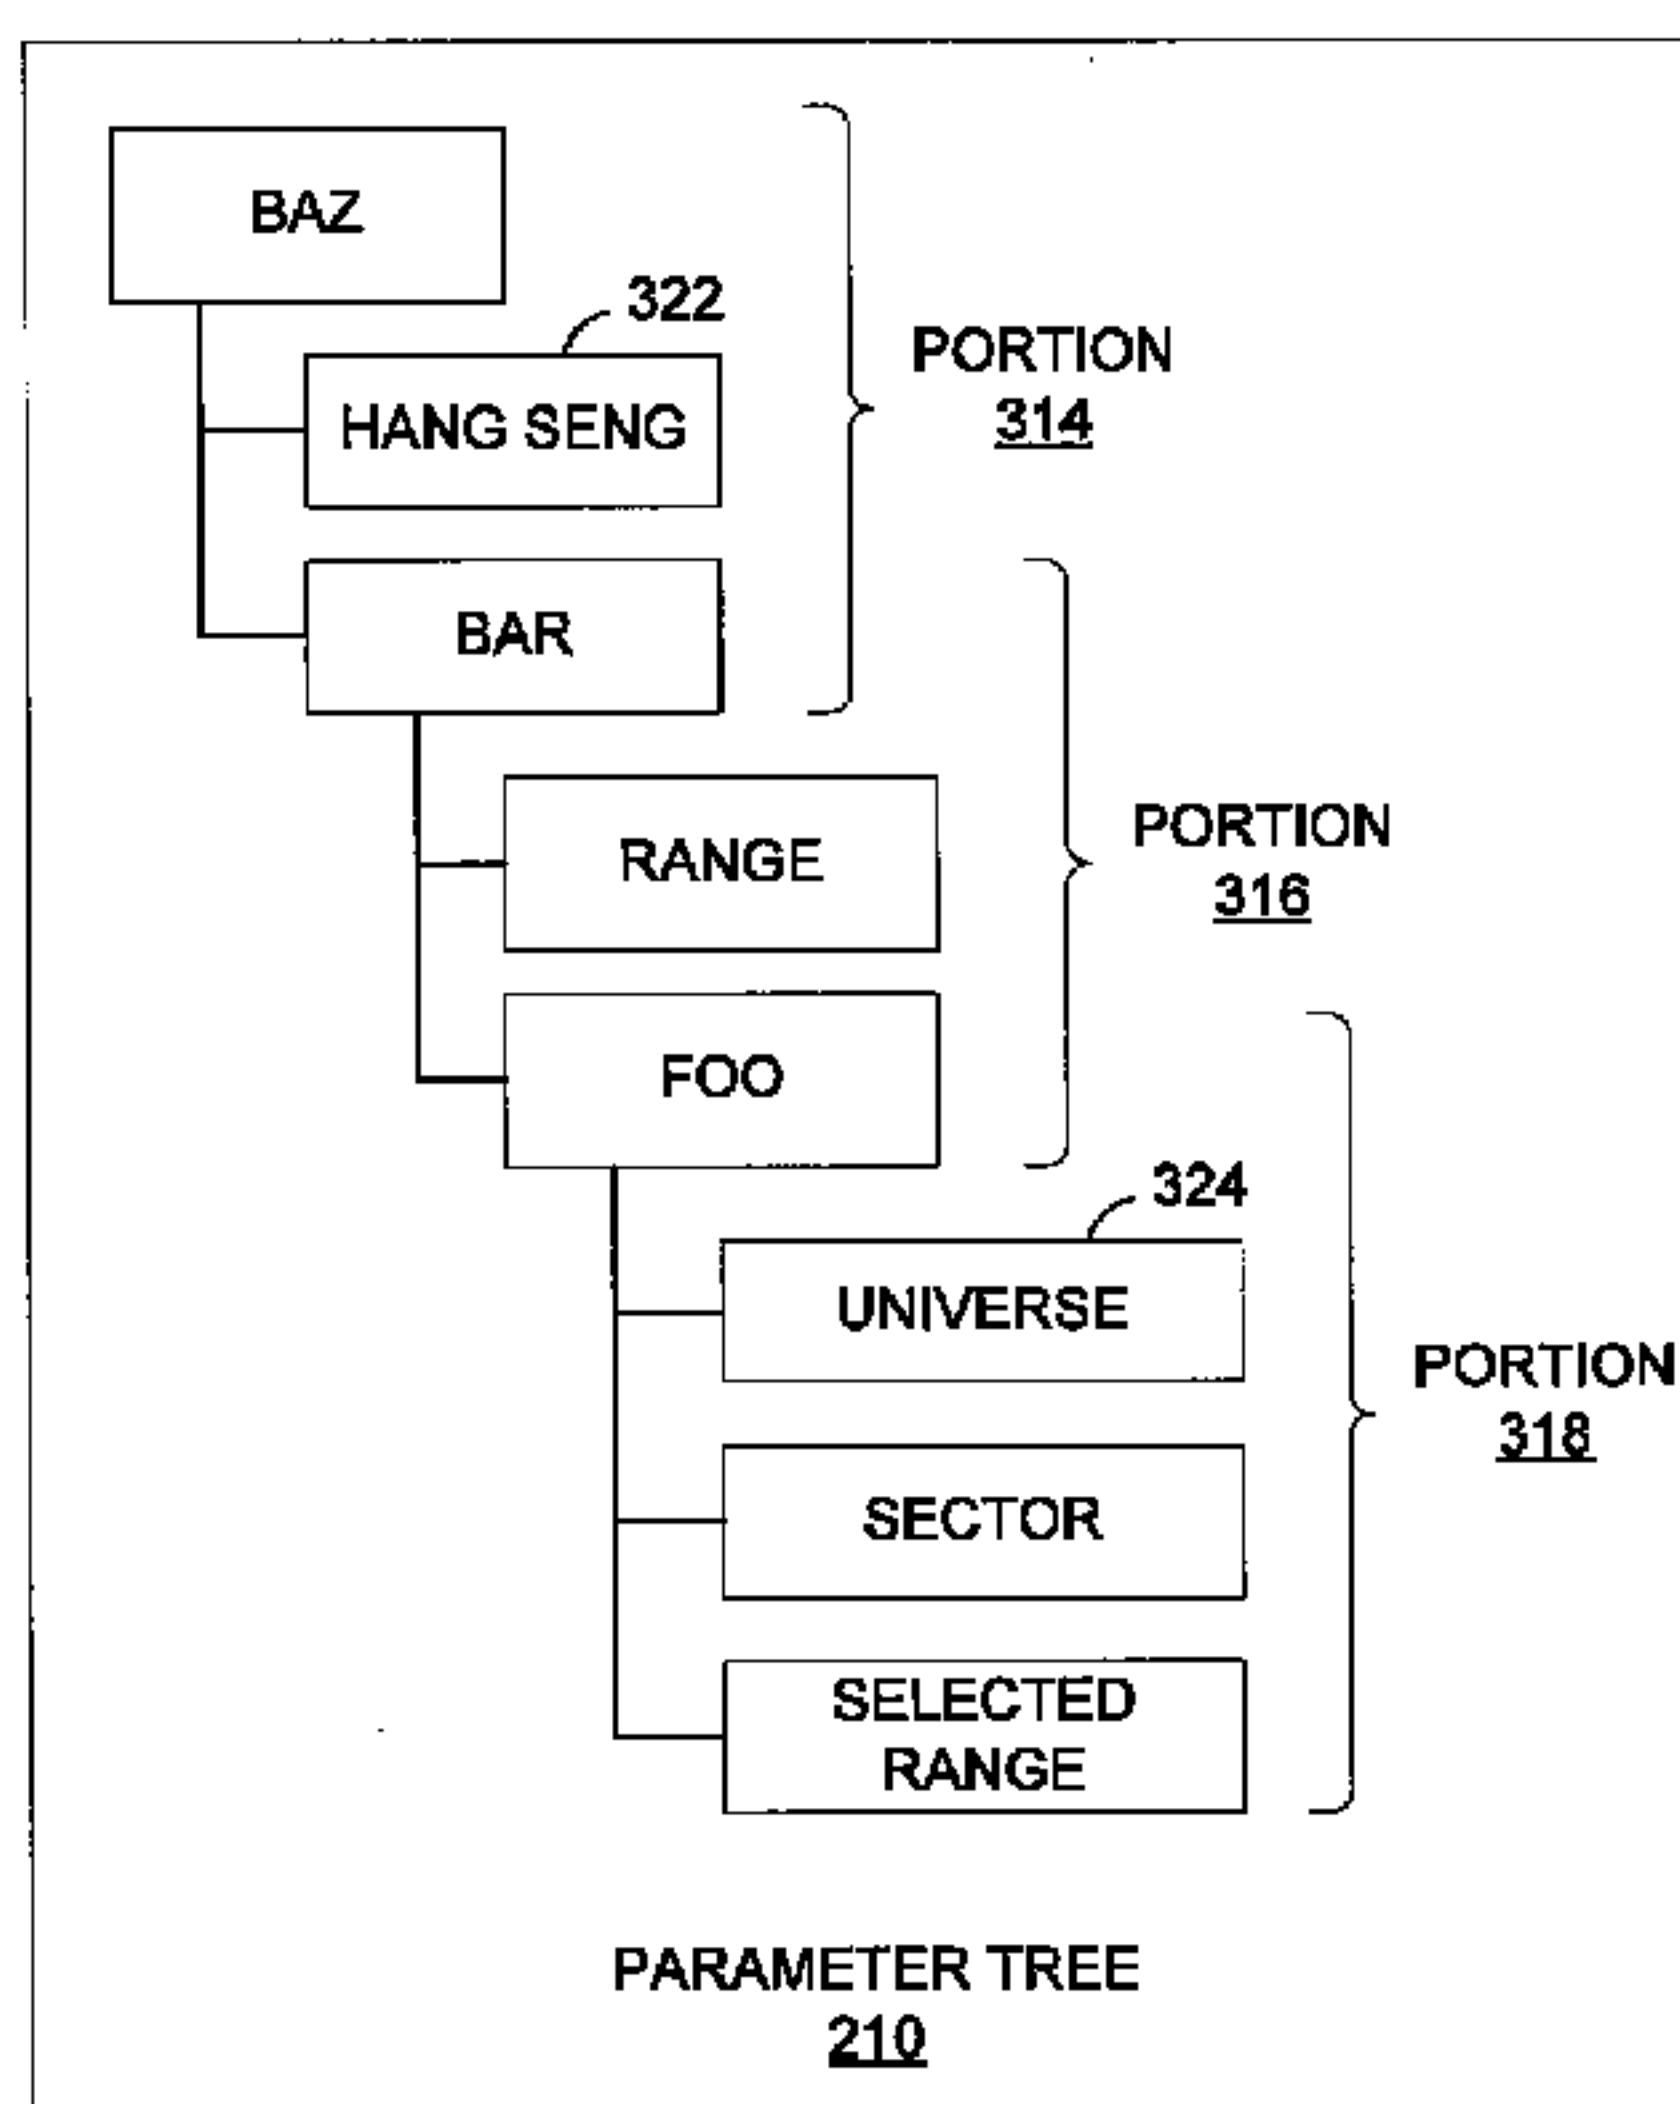 BAZ
322
HANG SENG
PORTION
314
BAR
RANGE
PORTION
316
FOO
324
UNIVERSE
PORTION
318
SECTOR
SELECTED
RANGE
PARAMETER TREE
210